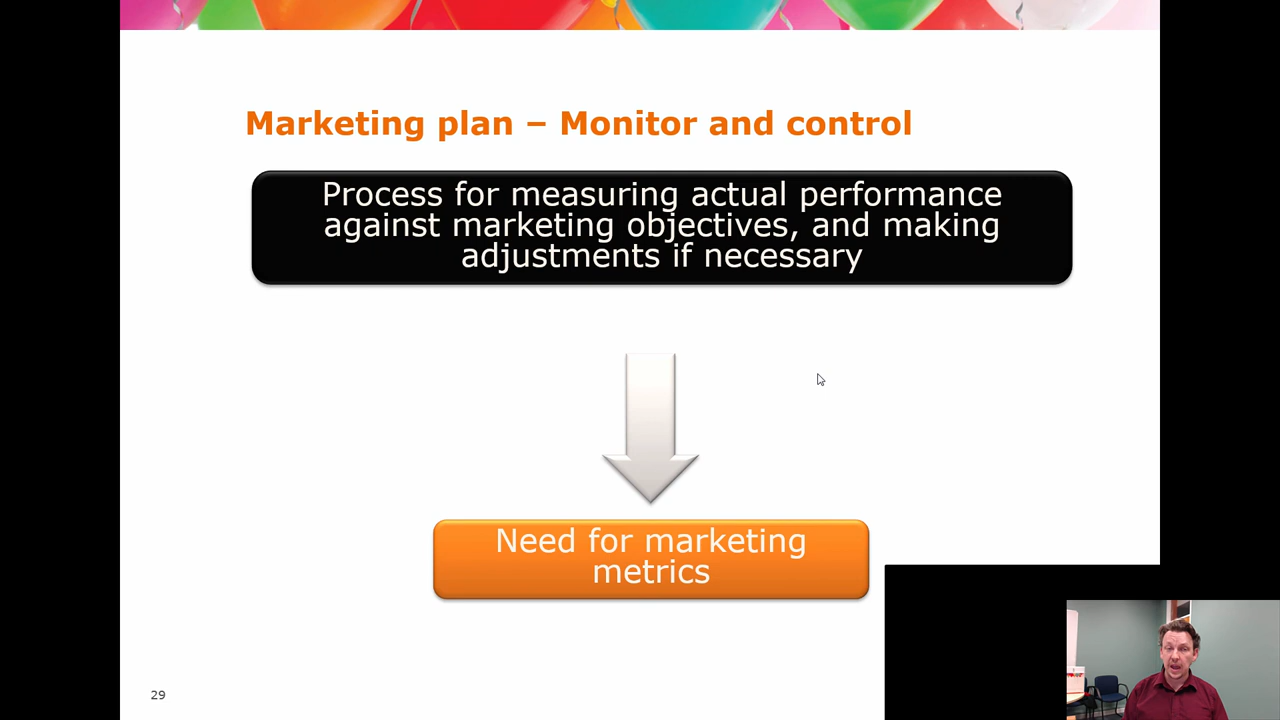 Marketing plan – Monitor and control
Process for measuring actual performance
against marketing objectives, and making
adjustments if necessary
Need for marketing
metrics
29